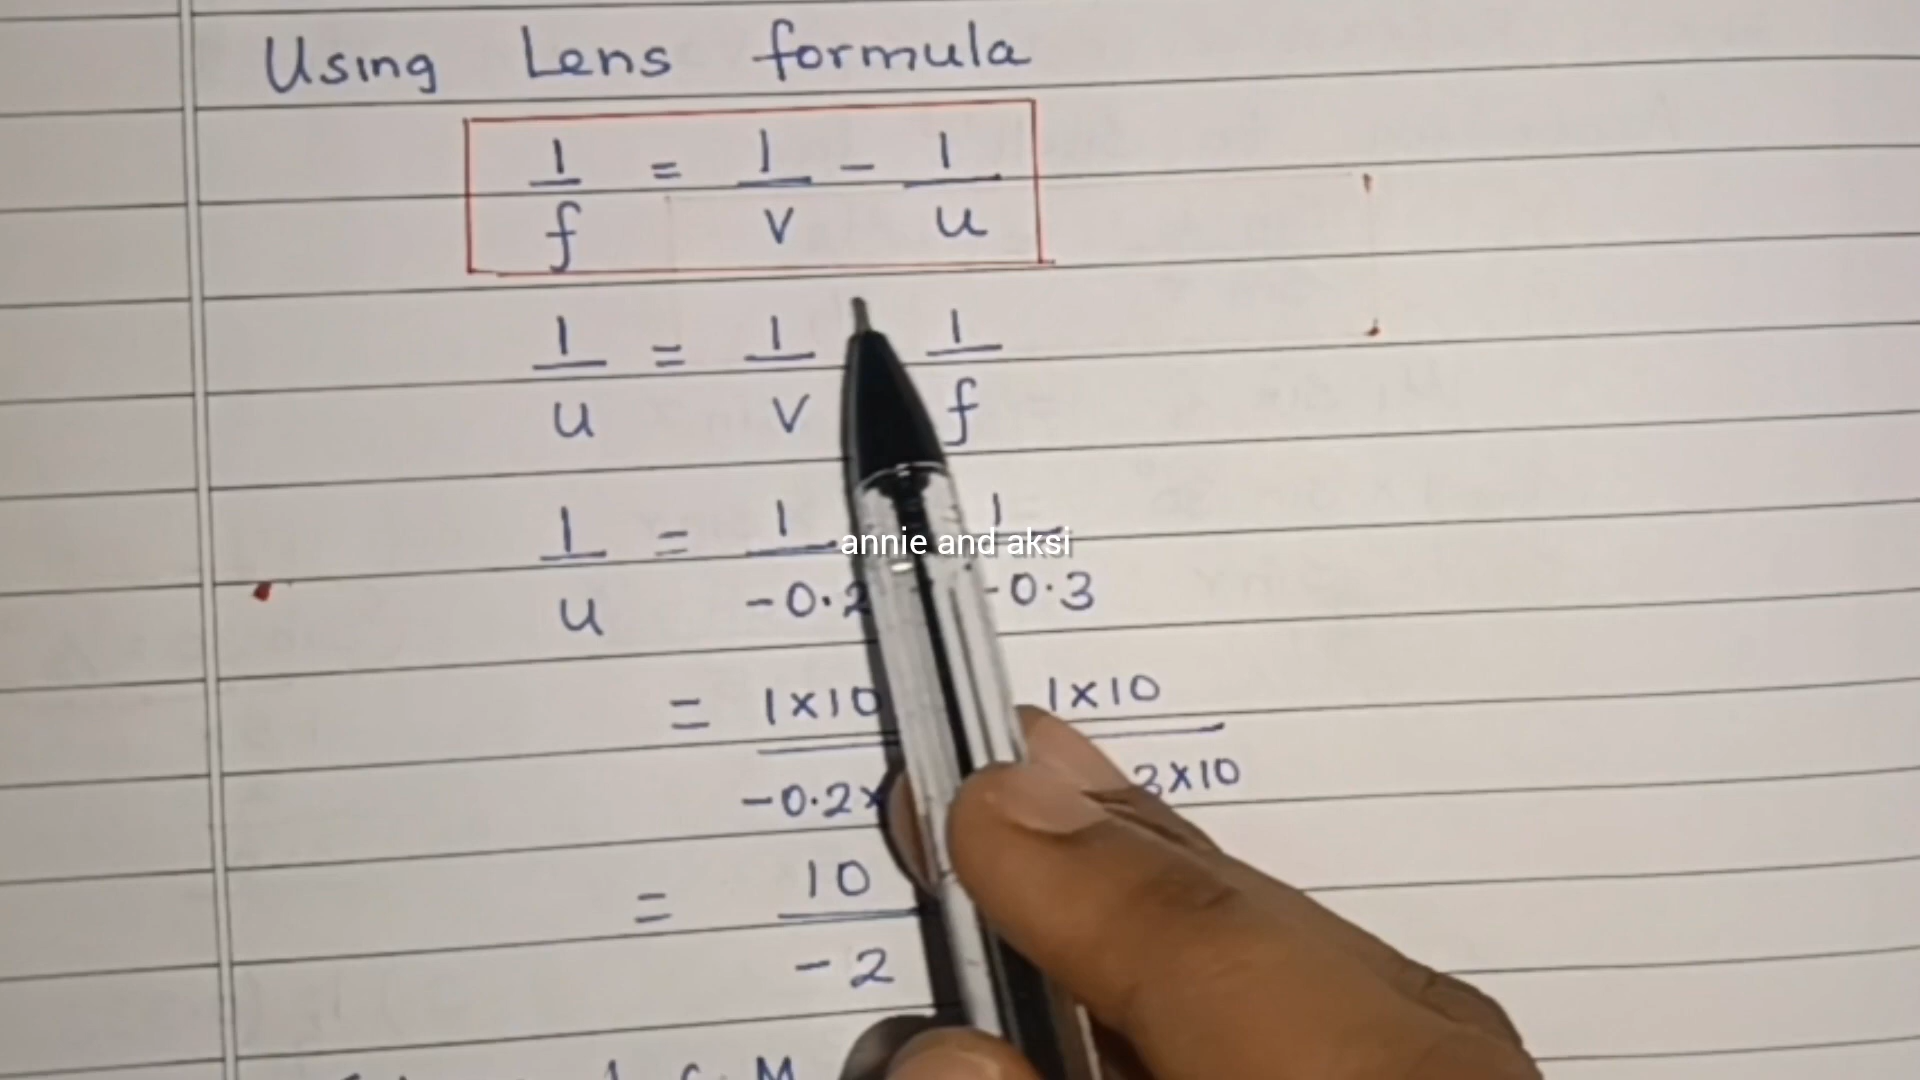 Using Lens formula
1/f = 1/v - 1/u
1/u = 1/v 1/f
1/u = 1/-0.2 1/-0.3
= 1×10/-0.2× 1×10/3×10
= 10/-2
annie and aksi